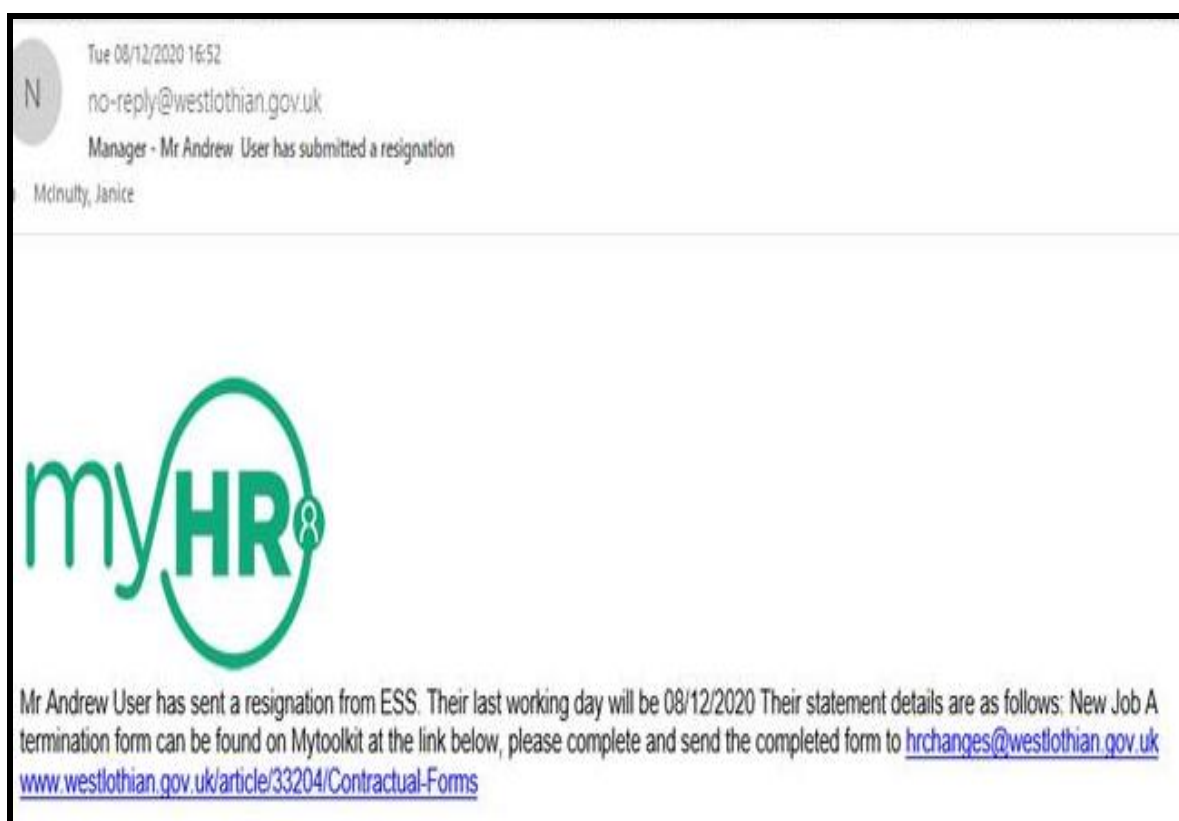 Tue 08/12/2020 16:52
N
no-reply@westlothian.gov.uk
Manager - Mr Andrew User has submitted a resignation
McInulty, Janice
myHR
Mr Andrew User has sent a resignation from ESS. Their last working day will be 08/12/2020 Their statement details are as follows: New Job A
termination form can be found on Mytoolkit at the link below, please complete and send the completed form to hrchanges@westlothian.gov.uk
www.westlothian.gov.uk/article/33204/Contractual-Forms